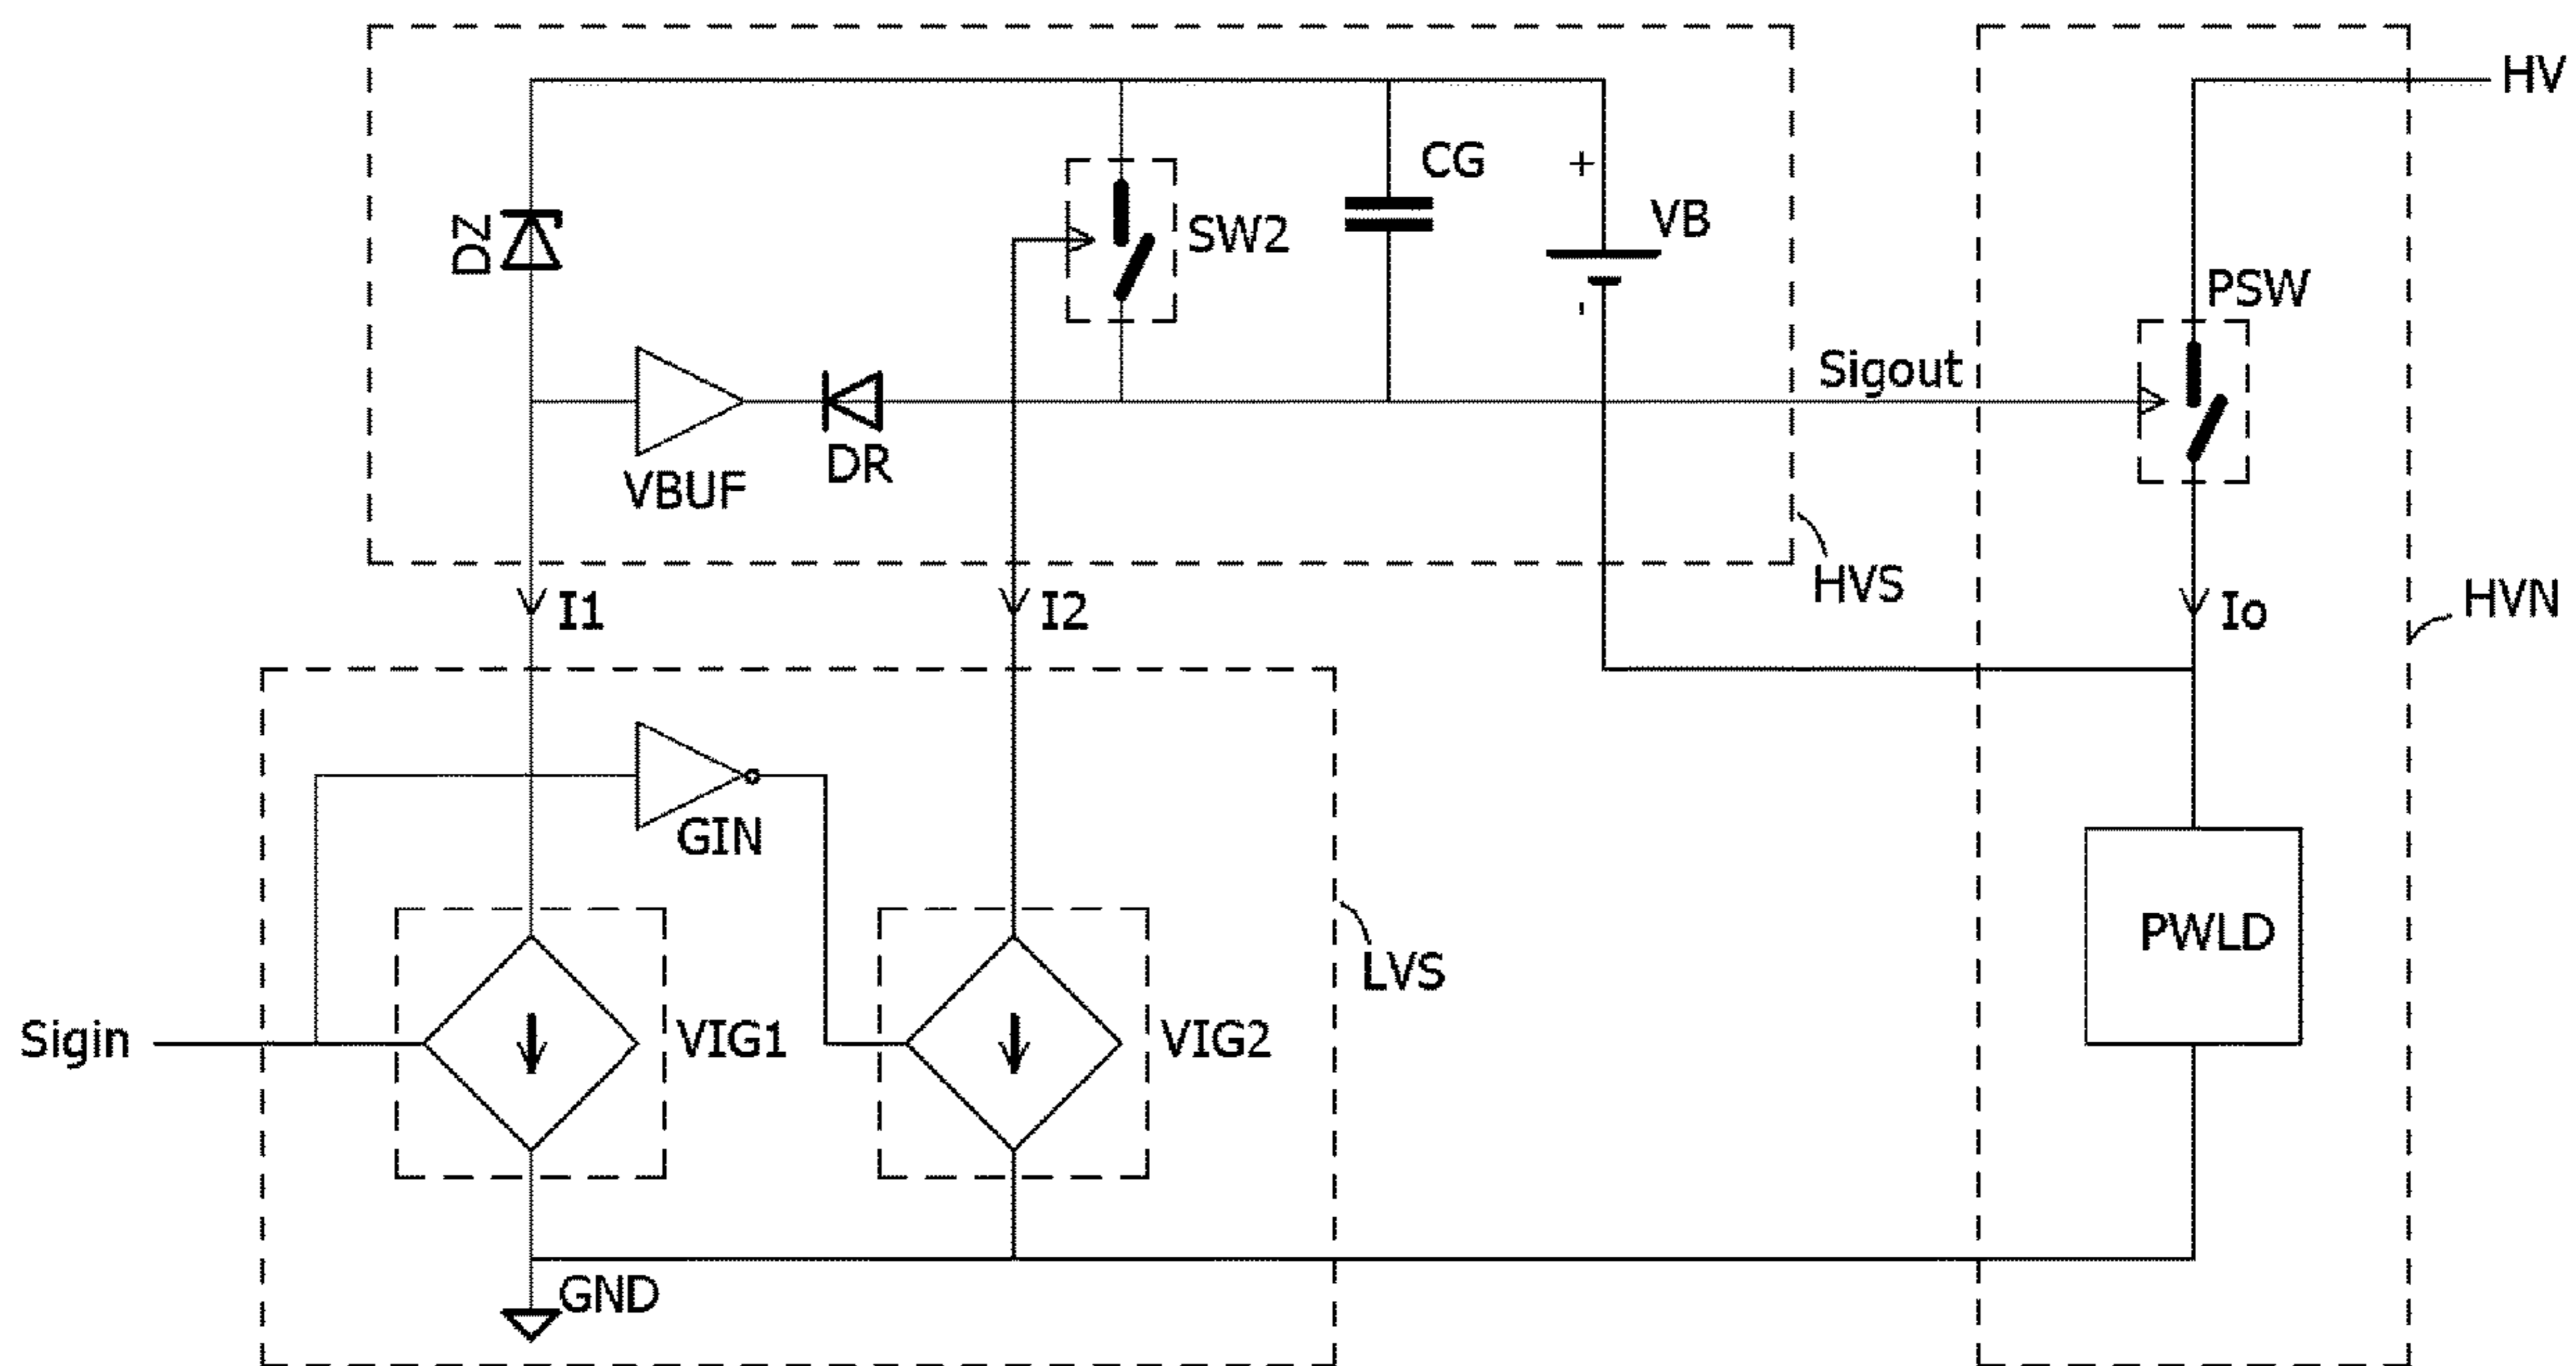 HV
CG
+
VB
DZ
SW2
PSW
-
Sigout
DR
VBUF
HVS
I1
I2
Io
HVN
GIN
PWLD
LVS
Sigin
VIG1
VIG2
GND